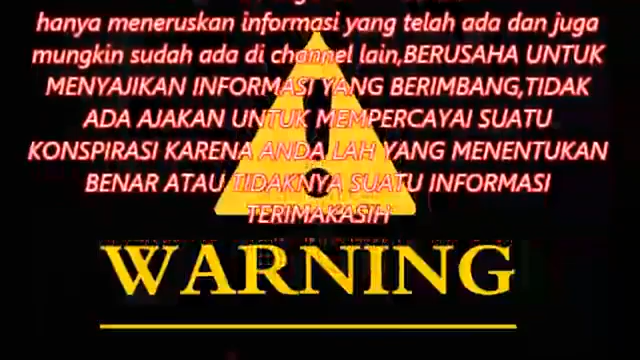 hanya meneruskan informasi yang telah ada dan juga
mungkin sudah ada di channel lain,BERUSAHA UNTUK
MENYAJIKAN INFORMASI YANG BERIMBANG,TIDAK
ADA AJAKAN UNTUK MEMPERCAYAI SUATU
KONSPIRASI KARENA ANDA LAH YANG MENENTUKAN
BENAR ATAU TIDAKNYA SUATU INFORMASI
TERIMAKASIH
WARNING